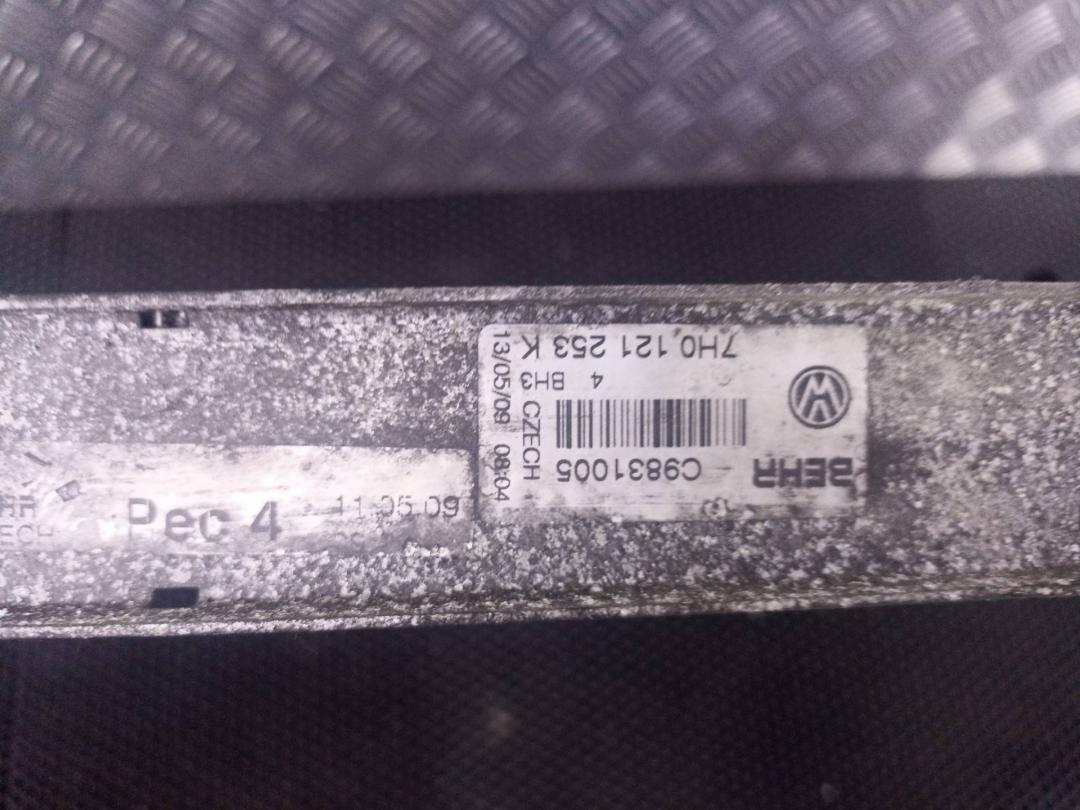 BEHR
C9831005
4 BH3
7H0 121 253 K
CZECH
13/05/09 08:04
Pec 4
11.05.09